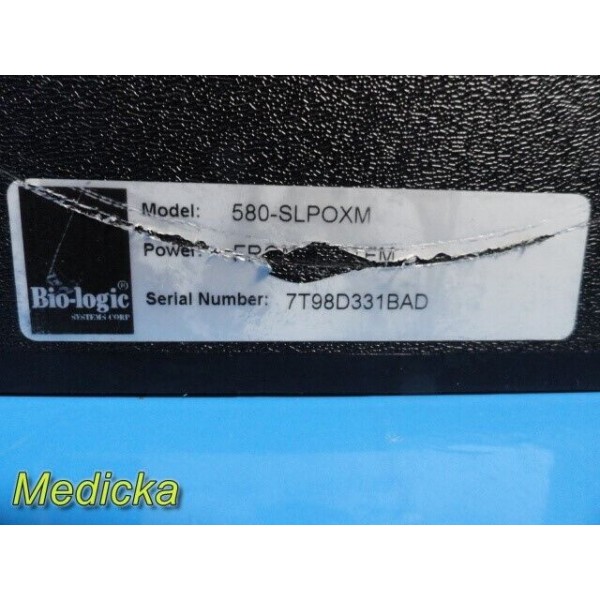 Model: 580-SLPOXM
Power:
Bio-logic®
SYSTEMS CORP
Serial Number: 7T98D331BAD
Medicka